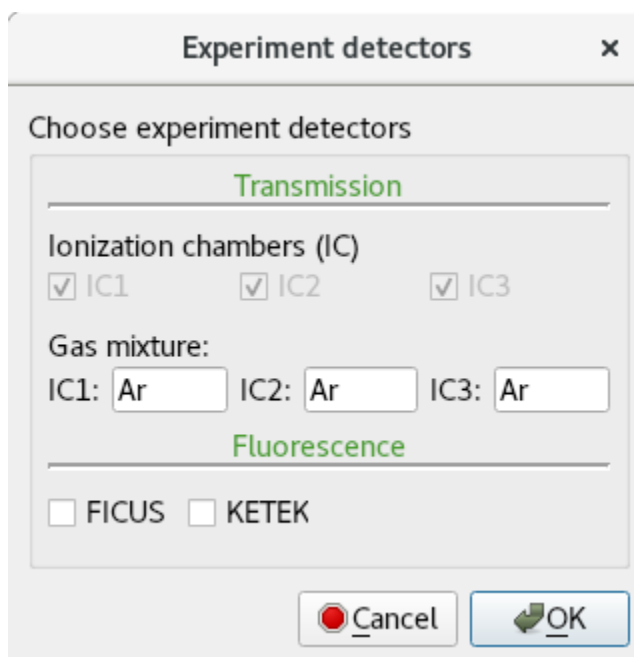 Experiment detectors
Choose experiment detectors
Transmission
Ionization chambers (IC)
IC1 IC2 IC3
Gas mixture:
IC1: Ar IC2: Ar IC3: Ar
Fluorescence
FICUS KETEK
Cancel OK